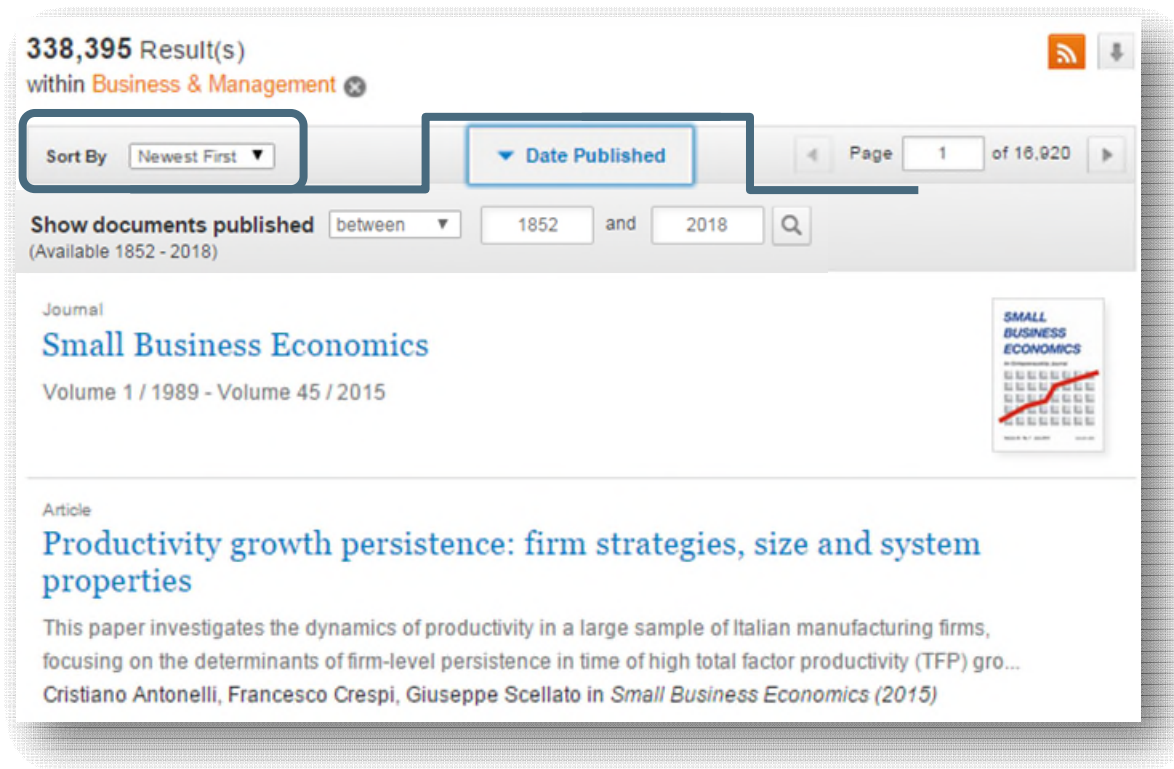 338,395 Result(s)
within Business & Management
Sort By Newest First Date Published Page 1 of 16,920
Show documents published between 1852 and 2018
(Available 1852 - 2018)
Journal
Small Business Economics
Volume 1 / 1989 - Volume 45 / 2015
SMALL
BUSINESS
ECONOMICS
Article
Productivity growth persistence: firm strategies, size and system
properties
This paper investigates the dynamics of productivity in a large sample of Italian manufacturing firms,
focusing on the determinants of firm-level persistence in time of high total factor productivity (TFP) gro...
Cristiano Antonelli, Francesco Crespi, Giuseppe Scellato in Small Business Economics (2015)